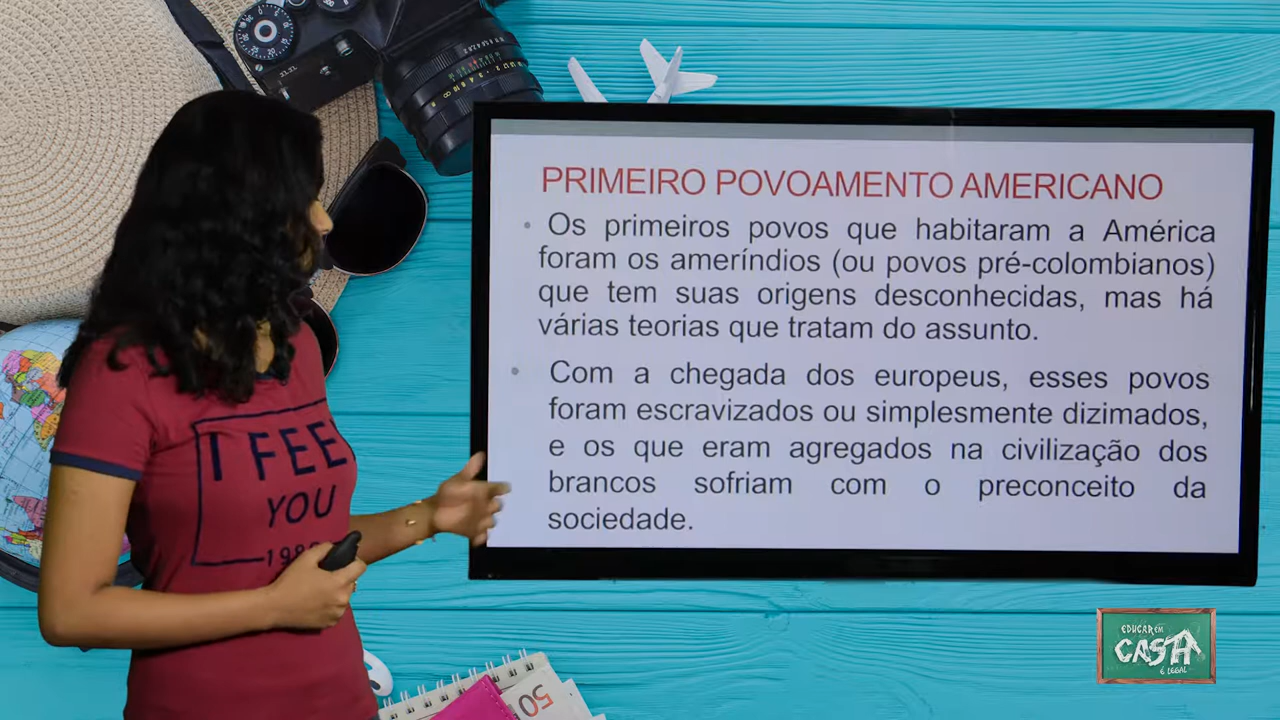 PRIMEIRO POVOAMENTO AMERICANO
• Os primeiros povos que habitaram a América
foram os ameríndios (ou povos pré-colombianos)
que tem suas origens desconhecidas, mas há
várias teorias que tratam do assunto.
• Com a chegada dos europeus, esses povos
foram escravizados ou simplesmente dizimados,
e os que eram agregados na civilização dos
brancos sofriam com o preconceito da
sociedade.
I FEE
YOU
198
50
EDUCAR EM
CASA
É LEGAL